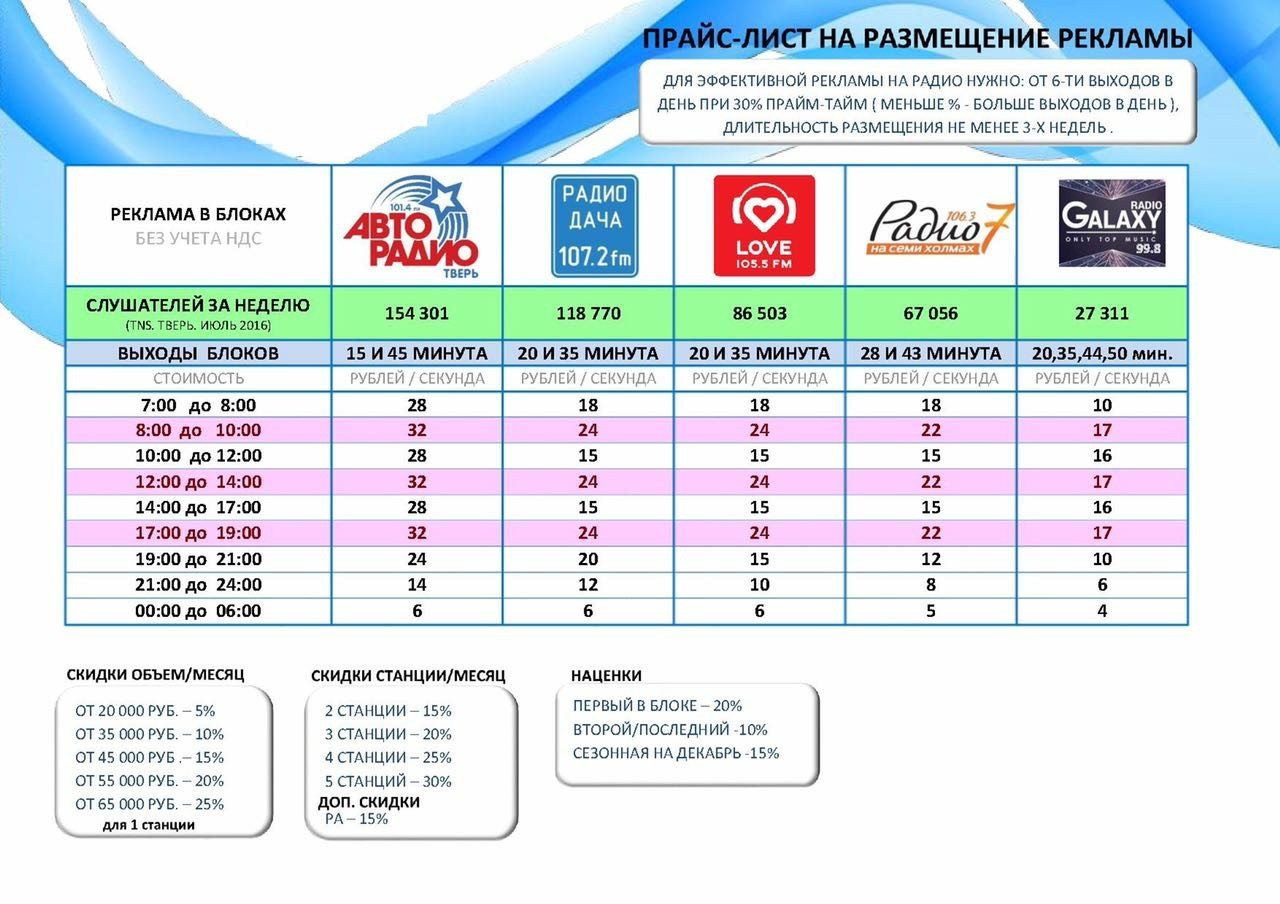 ПРАЙС-ЛИСТ НА РАЗМЕЩЕНИЕ РЕКЛАМЫ
ДЛЯ ЭФФЕКТИВНОЙ РЕКЛАМЫ НА РАДИО НУЖНО: ОТ 6-ТИ ВЫХОДОВ В
ДЕНЬ ПРИ 30% ПРАЙМ-ТАЙМ ( МЕНЬШЕ % - БОЛЬШЕ ВЫХОДОВ В ДЕНЬ ),
ДЛИТЕЛЬНОСТЬ РАЗМЕЩЕНИЯ НЕ МЕНЕЕ 3-Х НЕДЕЛЬ .
РЕКЛАМА В БЛОКАХ
БЕЗ УЧЕТА НДС
101.4 FM
АВТО
РАДИО
ТВЕРЬ
РАДИО
ДАЧА
107.2 fm
LOVE
105.5 FM
106.3
Радио 7
на семи холмах
RADIO
GALAXY
ONLY TOP MUSIC
99.8
СЛУШАТЕЛЕЙ ЗА НЕДЕЛЮ 154 301 118 770 86 503 67 056 27 311
(TNS. ТВЕРЬ. ИЮЛЬ 2016)
ВЫХОДЫ БЛОКОВ 15 И 45 МИНУТА 20 И 35 МИНУТА 20 И 35 МИНУТА 28 И 43 МИНУТА 20,35,44,50 мин.
СТОИМОСТЬ РУБЛЕЙ / СЕКУНДА РУБЛЕЙ / СЕКУНДА РУБЛЕЙ / СЕКУНДА РУБЛЕЙ / СЕКУНДА РУБЛЕЙ / СЕКУНДА
7:00 до 8:00 28 18 18 18 10
8:00 до 10:00 32 24 24 22 17
10:00 до 12:00 28 15 15 15 16
12:00 до 14:00 32 24 24 22 17
14:00 до 17:00 28 15 15 15 16
17:00 до 19:00 32 24 24 22 17
19:00 до 21:00 24 20 15 12 10
21:00 до 24:00 14 12 10 8 6
00:00 до 06:00 6 6 6 5 4
СКИДКИ ОБЪЕМ/МЕСЯЦ
ОТ 20 000 РУБ. – 5%
ОТ 35 000 РУБ. – 10%
ОТ 45 000 РУБ .– 15%
ОТ 55 000 РУБ. – 20%
ОТ 65 000 РУБ. – 25%
для 1 станции
СКИДКИ СТАНЦИИ/МЕСЯЦ
2 СТАНЦИИ – 15%
3 СТАНЦИИ – 20%
4 СТАНЦИИ – 25%
5 СТАНЦИЙ – 30%
ДОП. СКИДКИ
РА – 15%
НАЦЕНКИ
ПЕРВЫЙ В БЛОКЕ – 20%
ВТОРОЙ/ПОСЛЕДНИЙ -10%
СЕЗОННАЯ НА ДЕКАБРЬ -15%